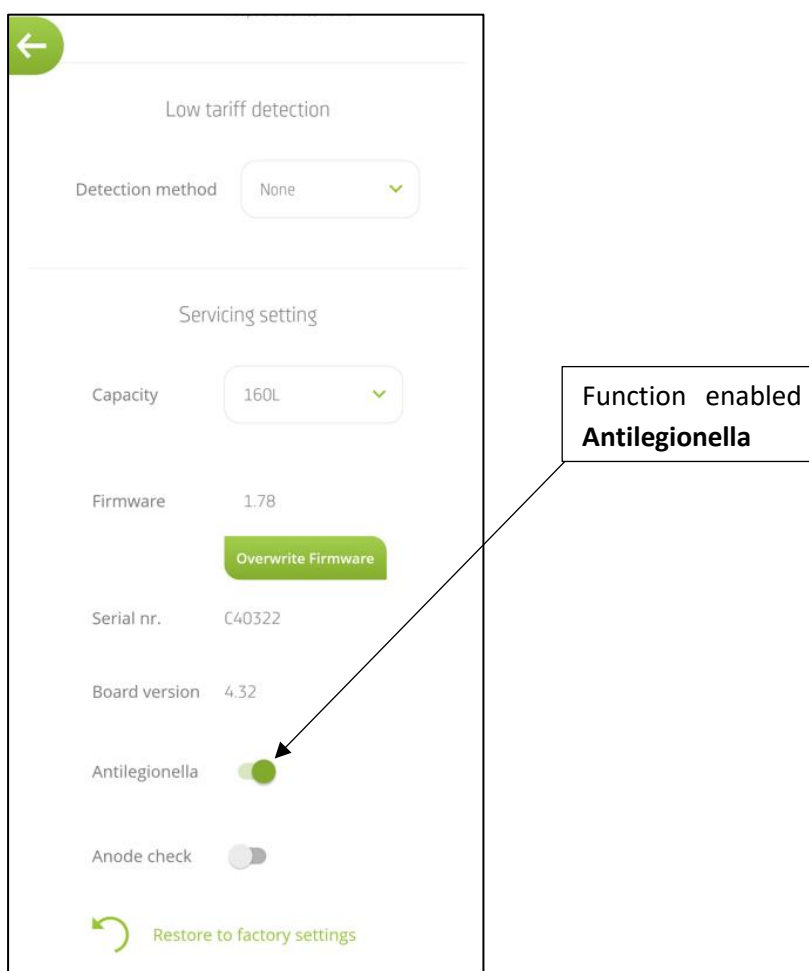 Low tariff detection
Detection method None
Servicing setting
Capacity 160L
Function enabled
Antilegionella
Firmware 1.78
Overwrite Firmware
Serial nr. C40322
Board version 4.32
Antilegionella
Anode check
Restore to factory settings